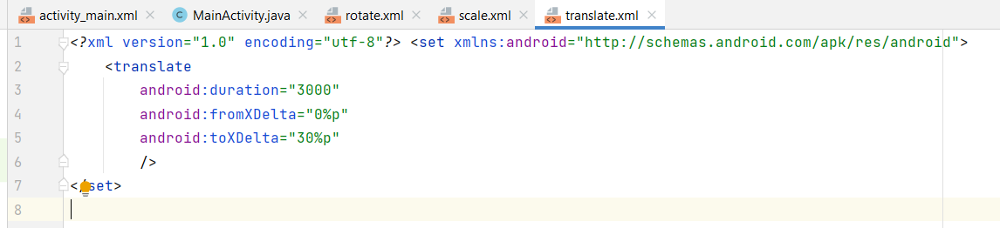 activity_main.xml MainActivity.java rotate.xml scale.xml translate.xml
1 <?xml version="1.0" encoding="utf-8"?> <set xmlns:android="http://schemas.android.com/apk/res/android">
2 <translate
3 android:duration="3000"
4 android:fromXDelta="0%p"
5 android:toXDelta="30%p"
6 />
7 </set>
8